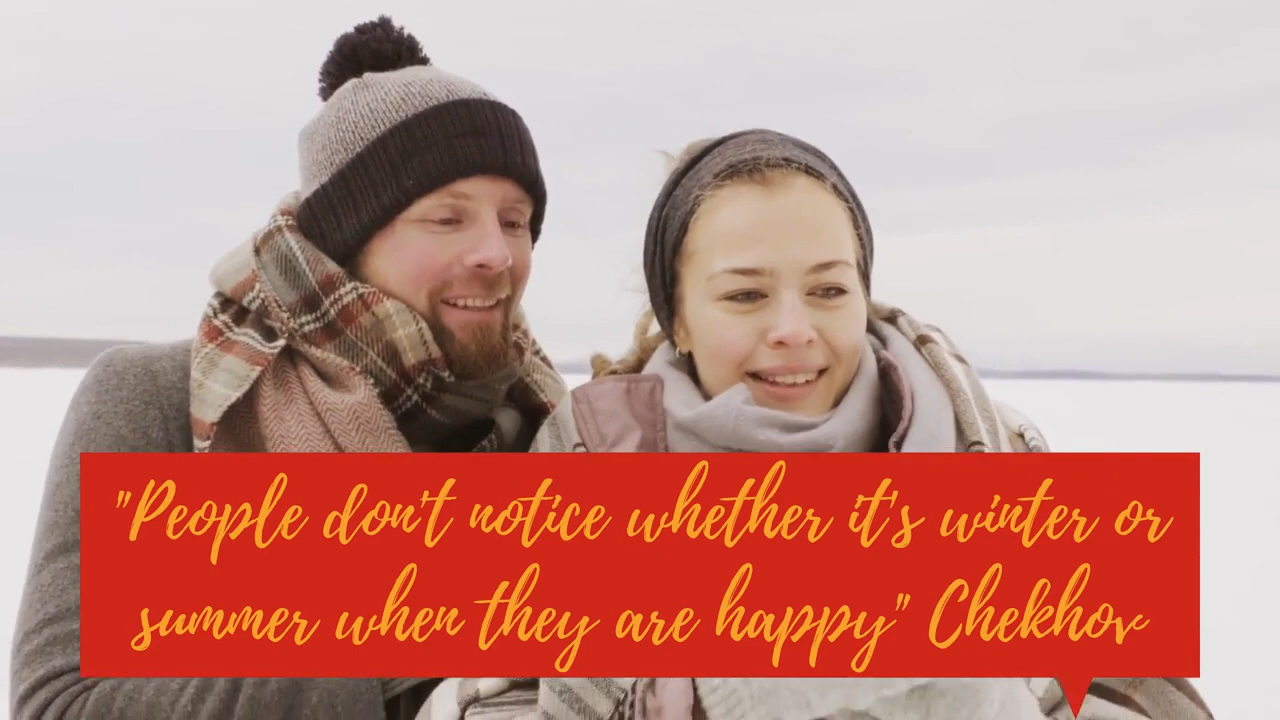 "People don't notice whether it's winter or
summer when they are happy" Chekhov